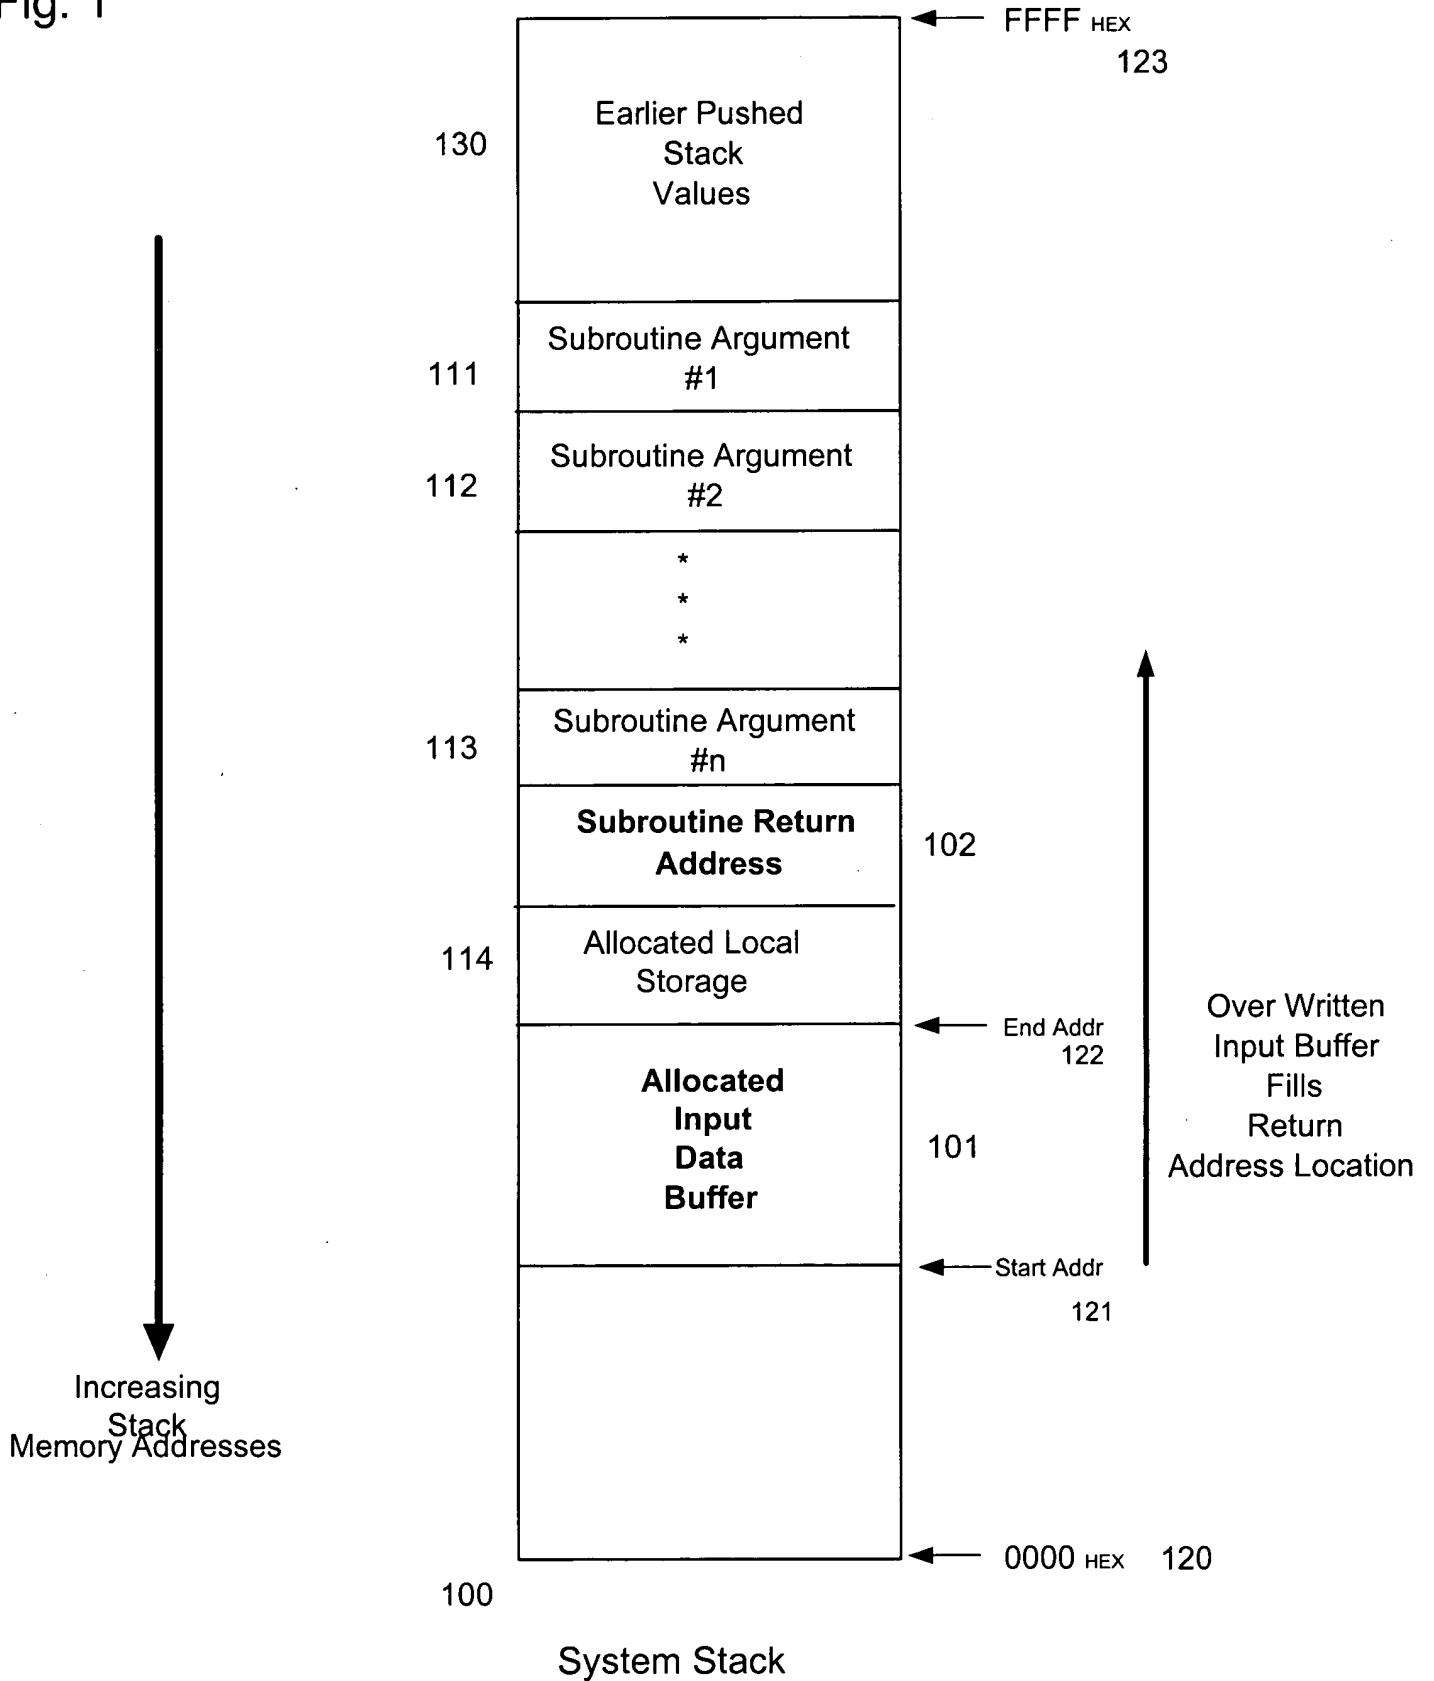 Fig. 1
FFFF HEX
123
Earlier Pushed
Stack
Values
130
Subroutine Argument
#1
111
Subroutine Argument
#2
112
*
*
*
Subroutine Argument
#n
113
Subroutine Return
Address
102
Allocated Local
Storage
114
End Addr
122
Allocated
Input
Data
Buffer
101
Over Written
Input Buffer
Fills
Return
Address Location
Start Addr
121
Increasing
Stack
Memory Addresses
0000 HEX 120
100
System Stack